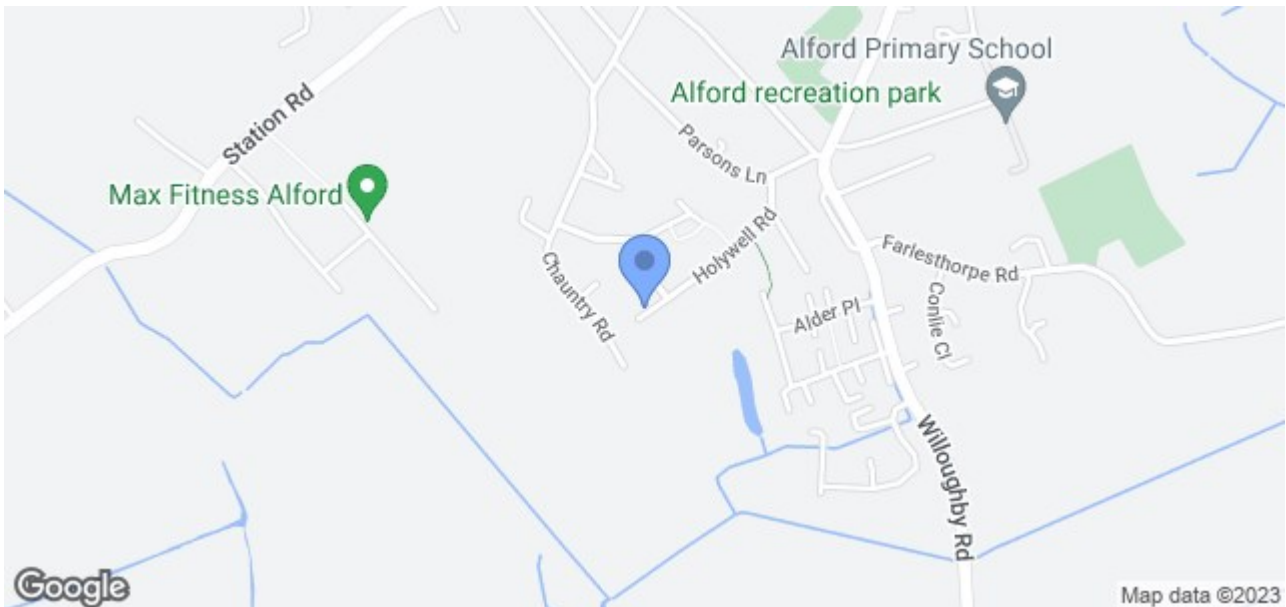 Alford Primary School
Alford recreation park
Station Rd
Parsons Ln
Max Fitness Alford
Holywell Rd
Farlesthorpe Rd
Chauntry Rd
Conlie Cl
Alder Pl
Willoughby Rd
Google
Map data ©2023